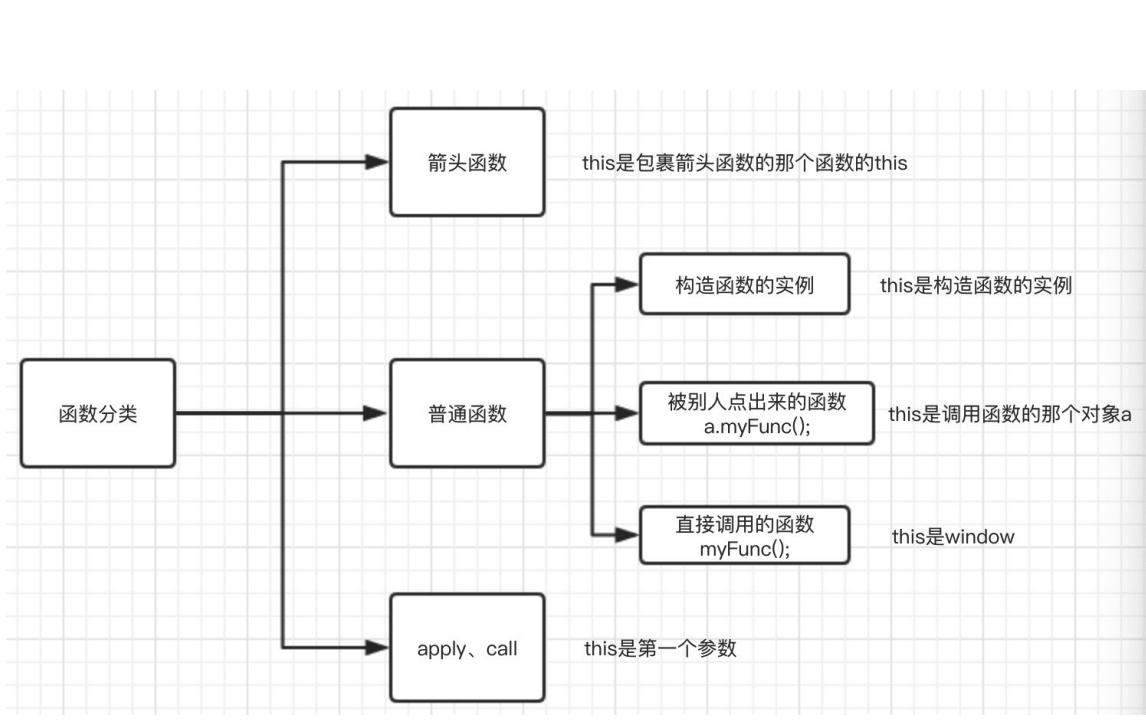 箭头函数
this是包裹箭头函数的那个函数的this
构造函数的实例
this是构造函数的实例
函数分类
普通函数
被别人点出来的函数
a.myFunc();
this是调用函数的那个对象a
直接调用的函数
myFunc();
this是window
apply、call
this是第一个参数